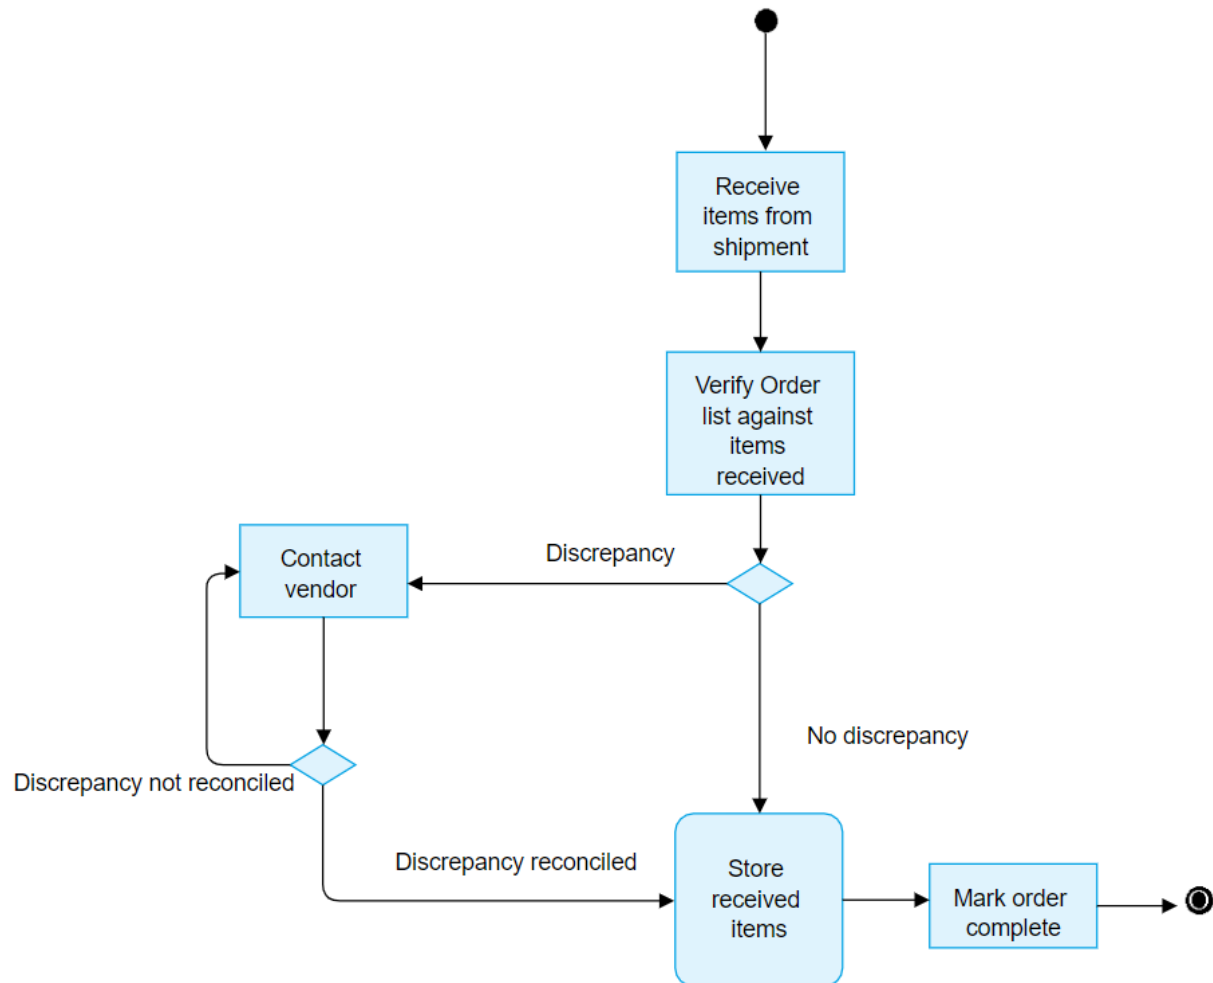 Receive
items from
shipment
Verify Order
list against
items
received
Discrepancy
Contact
vendor
No discrepancy
Discrepancy not reconciled
Discrepancy reconciled
Store
received
items
Mark order
complete